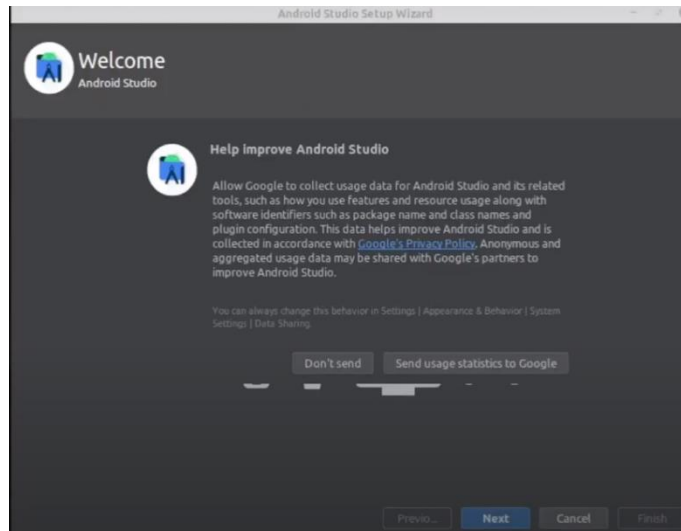 Android Studio Setup Wizard
Welcome
Android Studio
Help improve Android Studio
Allow Google to collect usage data for Android Studio and its related
tools, such as how you use features and resource usage along with
software identifiers such as package name and class names and
plugin configuration. This data helps improve Android Studio and is
collected in accordance with Google's Privacy Policy. Anonymous and
aggregated usage data may be shared with Google's partners to
improve Android Studio.
You can always change this behavior in Settings | Appearance & Behavior | System
Settings | Data Sharing.
Don't send
Send usage statistics to Google
Previo...
Next
Cancel
Finish